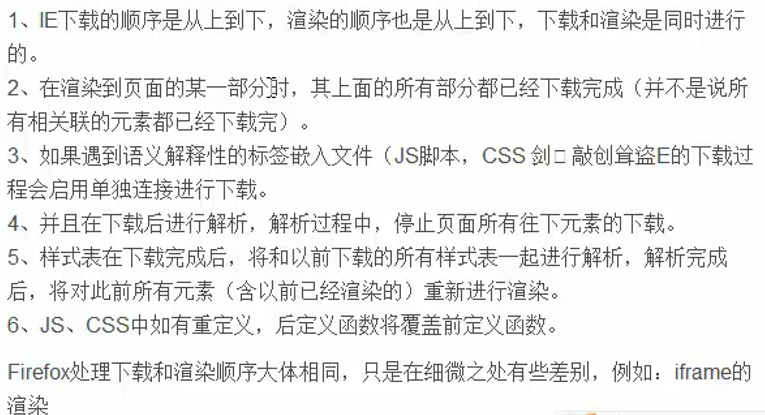 1、IE下载的顺序是从上到下，渲染的顺序也是从上到下，下载和渲染是同时进行
的。
2、在渲染到页面的某一部分时，其上面的所有部分都已经下载完成（并不是说所
有相关联的元素都已经下载完）。
3、如果遇到语义解释性的标签嵌入文件（JS脚本，CSS 剑□ 敲创耸盗E的下载过
程会启用单独连接进行下载。
4、并且在下载后进行解析，解析过程中，停止页面所有往下元素的下载。
5、样式表在下载完成后，将和以前下载的所有样式表一起进行解析，解析完成
后，将对此前所有元素（含以前已经渲染的）重新进行渲染。
6、JS、CSS中如有重定义，后定义函数将覆盖前定义函数。
Firefox处理下载和渲染顺序大体相同，只是在细微之处有些差别，例如：iframe的
渲染